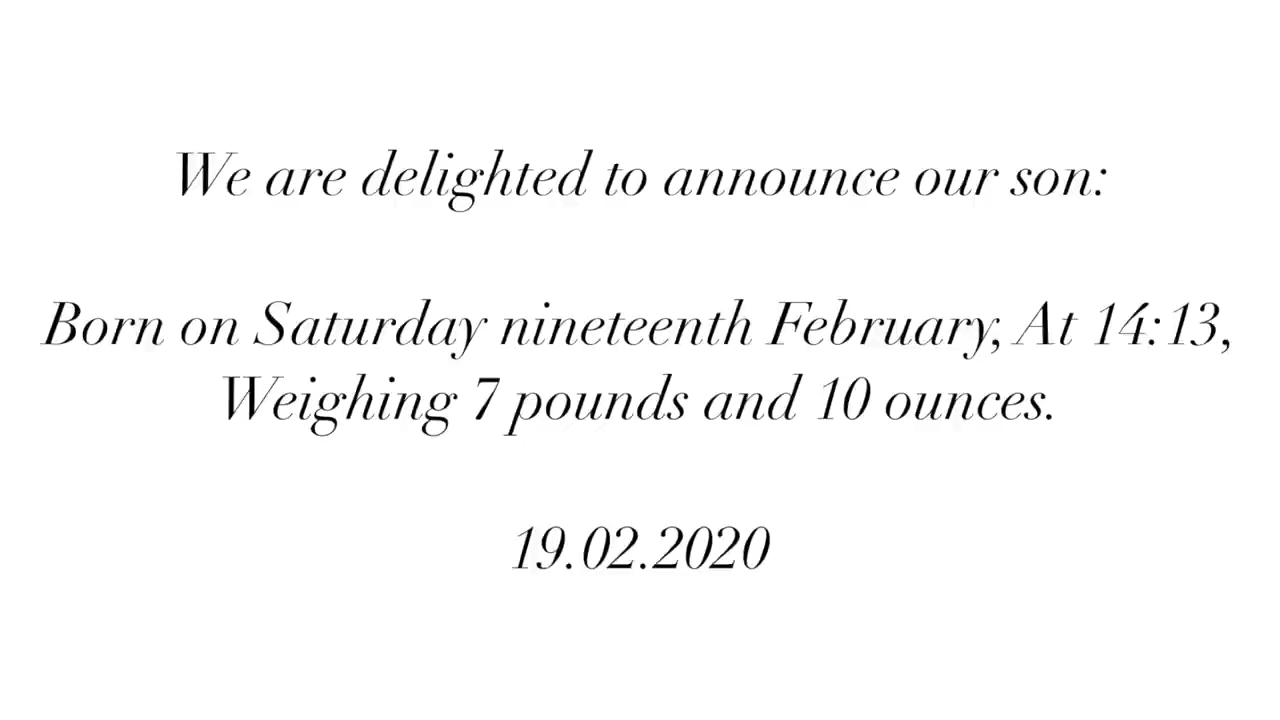 We are delighted to announce our son:
Born on Saturday nineteenth February, At 14:13,
Weighing 7 pounds and 10 ounces.
19.02.2020